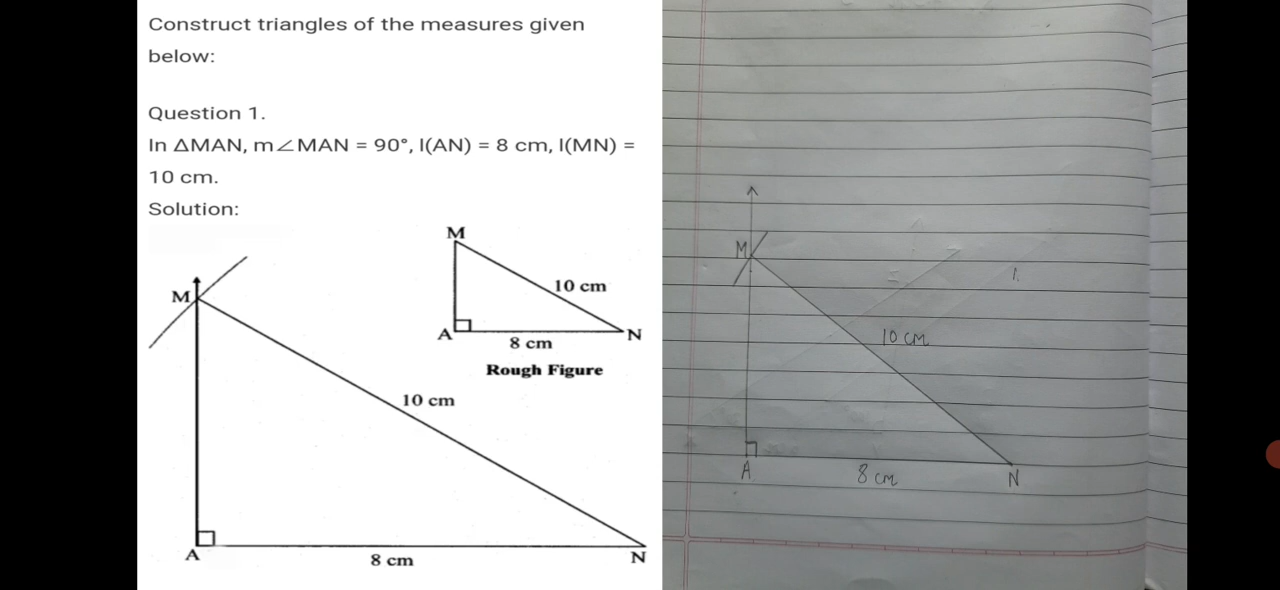 Construct triangles of the measures given
below:
Question 1.
In ΔMAN, m∠MAN = 90°, l(AN) = 8 cm, l(MN) =
10 cm.
Solution:
M
10 cm
A
8 cm
N
Rough Figure
M
10 cm
A
8 cm
N
M
10 cm
A
8 cm
N